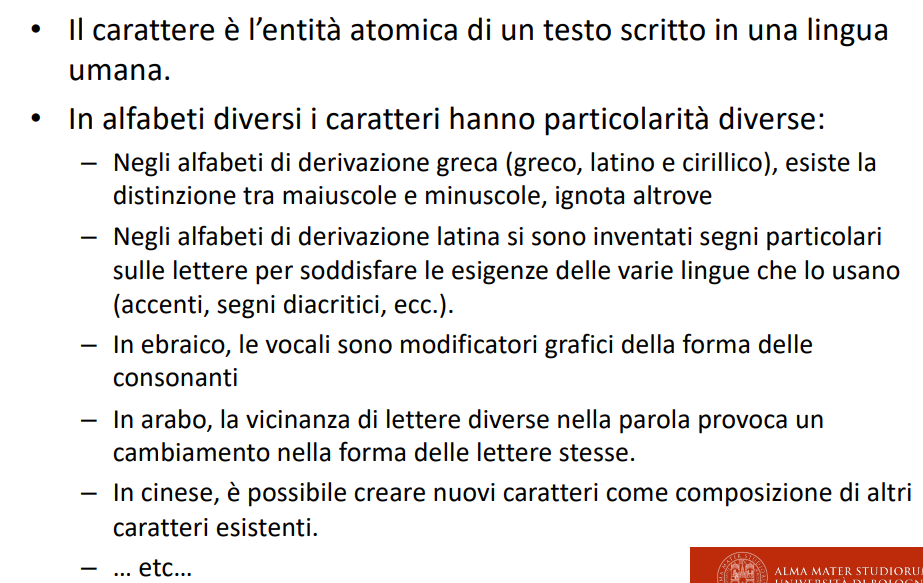 • Il carattere è l’entità atomica di un testo scritto in una lingua
umana.
• In alfabeti diversi i caratteri hanno particolarità diverse:
– Negli alfabeti di derivazione greca (greco, latino e cirillico), esiste la
distinzione tra maiuscole e minuscole, ignota altrove
– Negli alfabeti di derivazione latina si sono inventati segni particolari
sulle lettere per soddisfare le esigenze delle varie lingue che lo usano
(accenti, segni diacritici, ecc.).
– In ebraico, le vocali sono modificatori grafici della forma delle
consonanti
– In arabo, la vicinanza di lettere diverse nella parola provoca un
cambiamento nella forma delle lettere stesse.
– In cinese, è possibile creare nuovi caratteri come composizione di altri
caratteri esistenti.
– … etc…
ALMA MATER STUDIORU